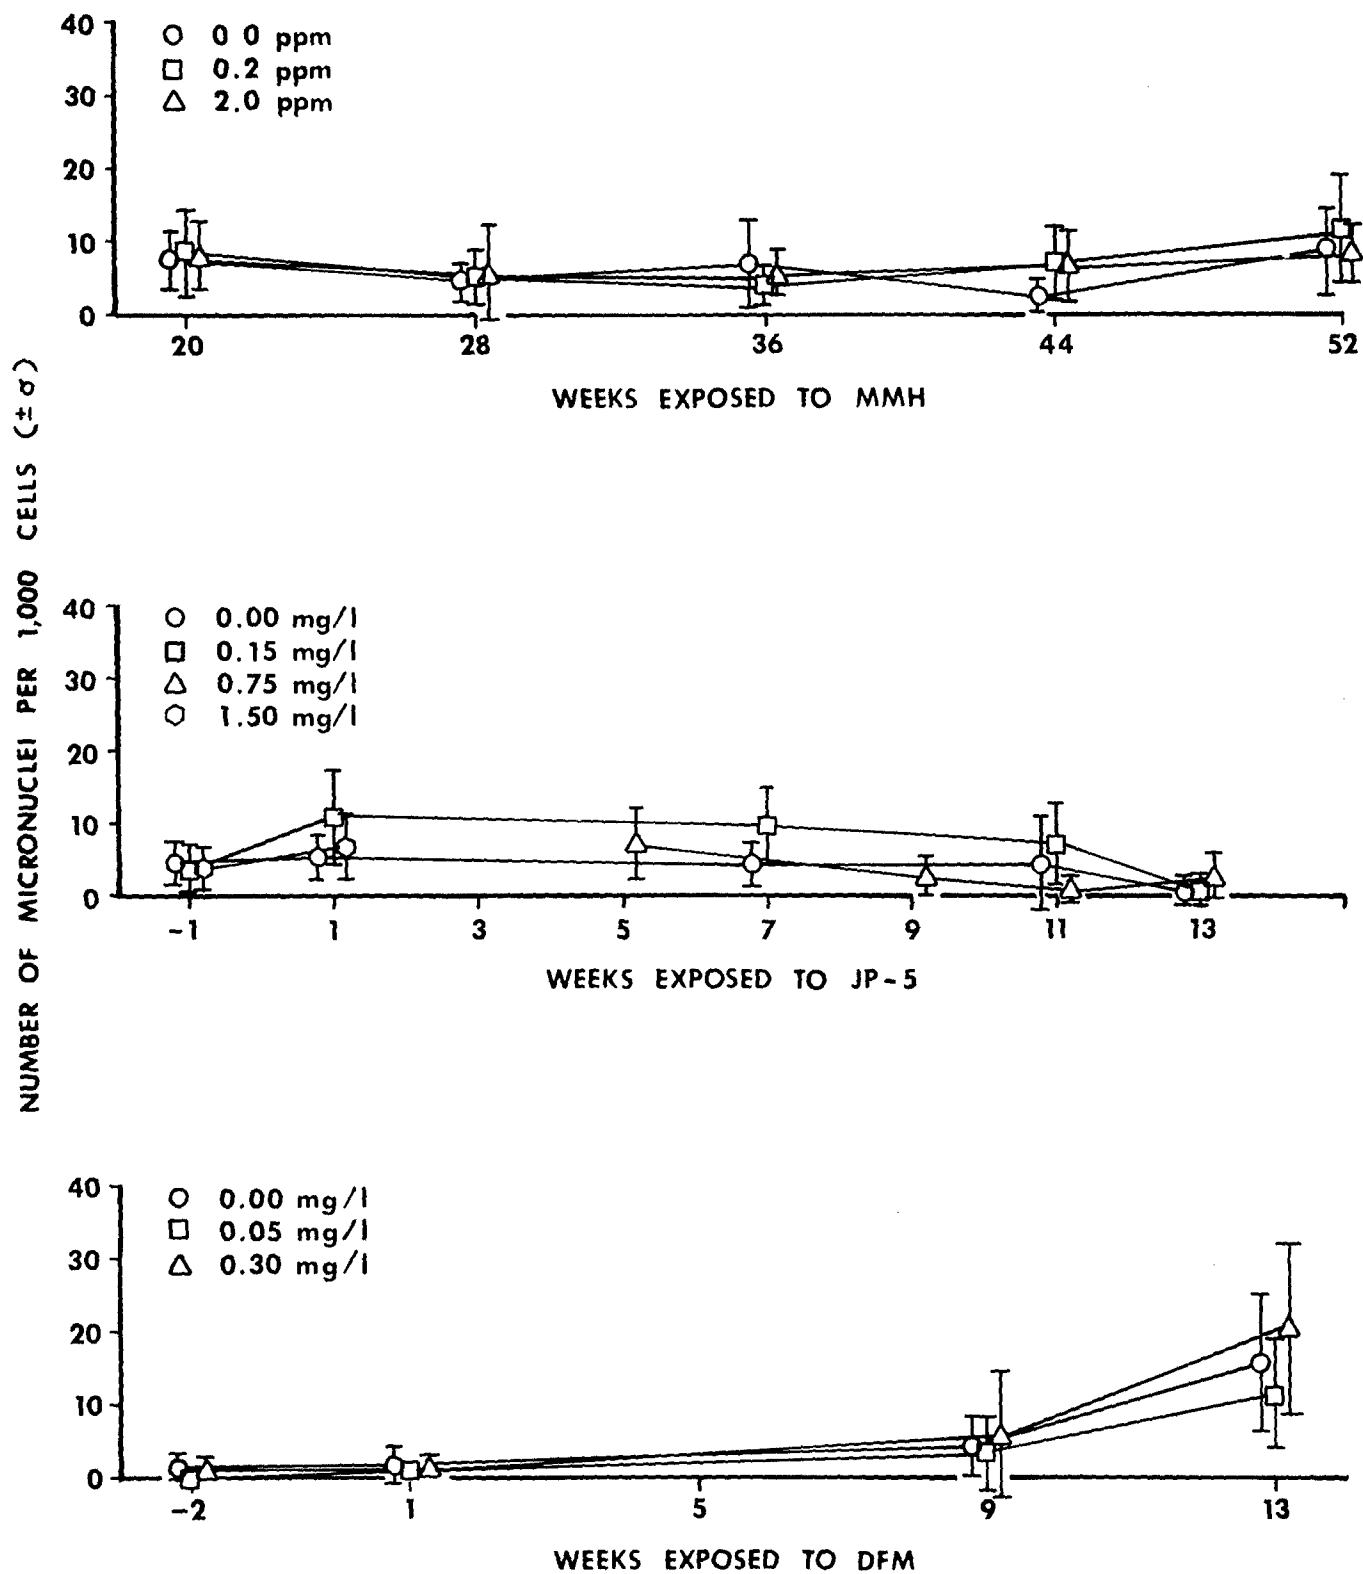 NUMBER OF MICRONUCLEI PER 1,000 CELLS (± σ)
40
30
20
10
0
0 0 ppm
0.2 ppm
2.0 ppm
20 28 36 44 52
WEEKS EXPOSED TO MMH
40
30
20
10
0
0.00 mg/l
0.15 mg/l
0.75 mg/l
1.50 mg/l
-1 1 3 5 7 9 11 13
WEEKS EXPOSED TO JP-5
40
30
20
10
0
0.00 mg/l
0.05 mg/l
0.30 mg/l
-2 1 5 9 13
WEEKS EXPOSED TO DFM